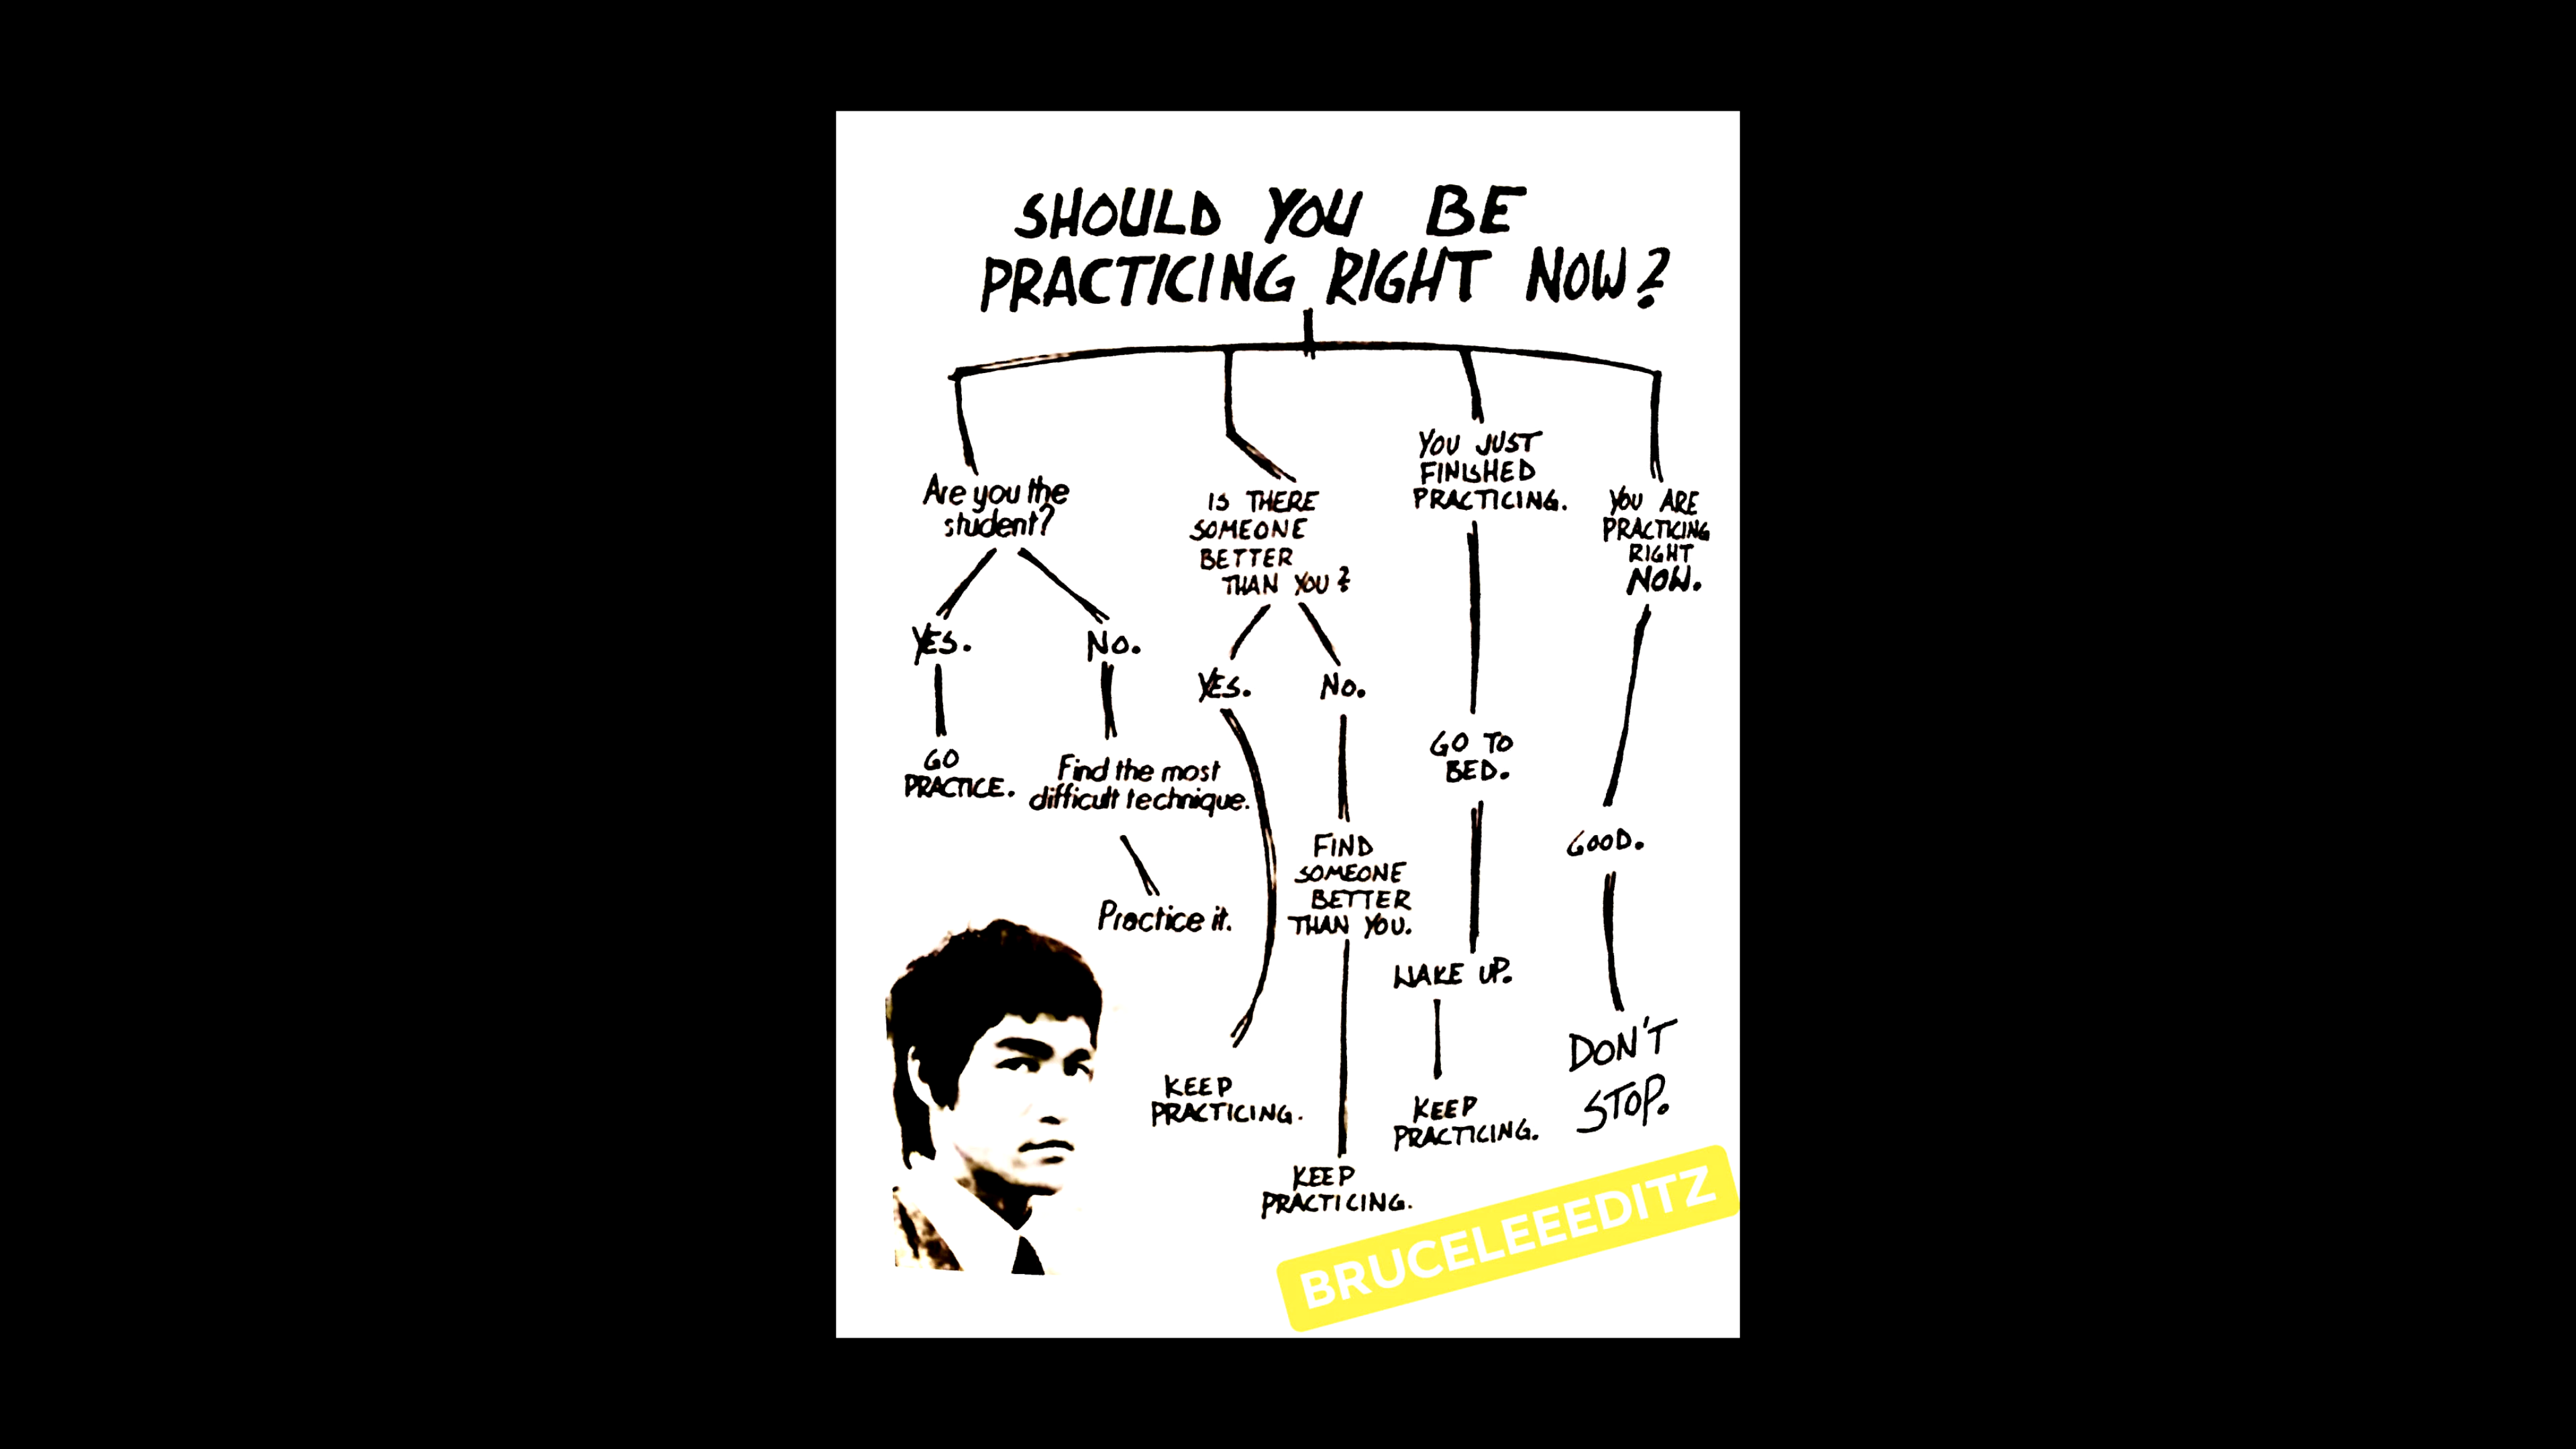 SHOULD YOU BE
PRACTICING RIGHT NOW?
Are you the
student?
YES.
GO
PRACTICE.
NO.
Find the most
difficult technique.
Practice it.
IS THERE
SOMEONE
BETTER
THAN YOU?
YES.
KEEP
PRACTICING.
NO.
FIND
SOMEONE
BETTER
THAN YOU.
KEEP
PRACTICING.
YOU JUST
FINISHED
PRACTICING.
GO TO
BED.
WAKE UP.
KEEP
PRACTICING.
YOU ARE
PRACTICING
RIGHT
NOW.
GOOD.
DON'T
STOP.
BRUCELEEEDITZ